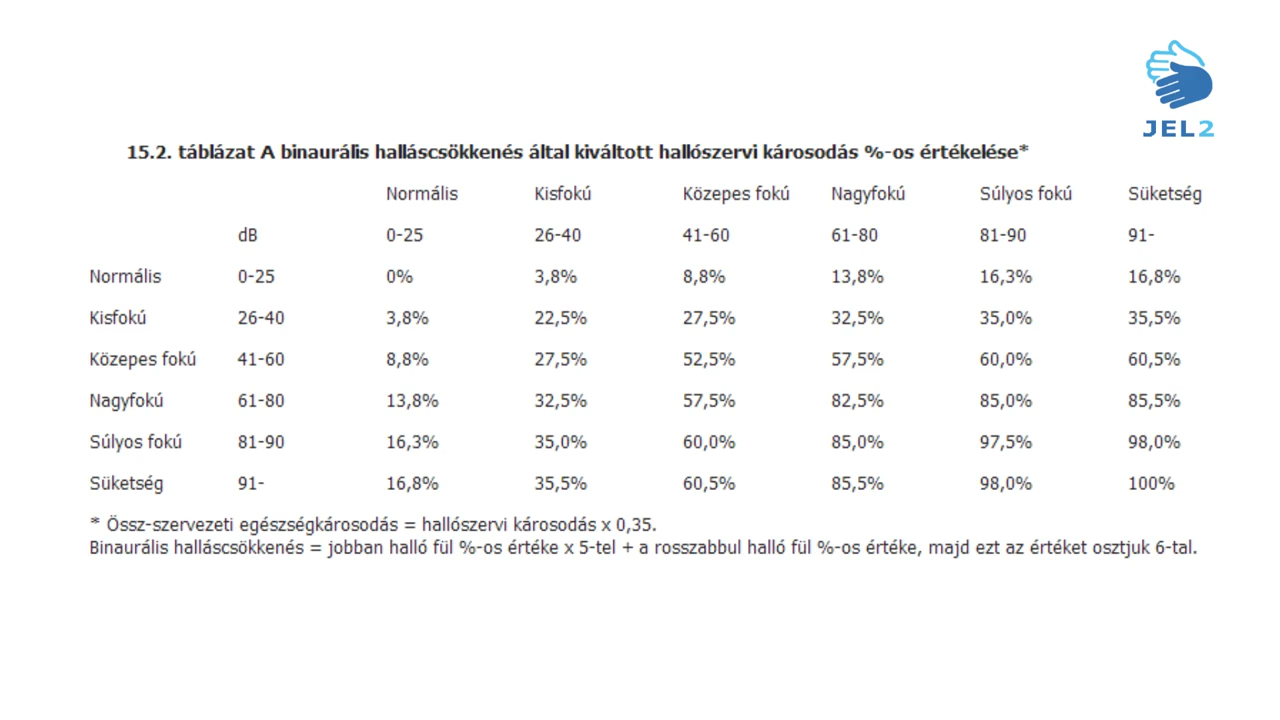 JEL2
15.2. táblázat A binaurális halláscsökkenés által kiváltott hallószervi károsodás %-os értékelése*
Normális Kisfokú Közepes fokú Nagyfokú Súlyos fokú Süketség
dB 0-25 26-40 41-60 61-80 81-90 91-
Normális 0-25 0% 3,8% 8,8% 13,8% 16,3% 16,8%
Kisfokú 26-40 3,8% 22,5% 27,5% 32,5% 35,0% 35,5%
Közepes fokú 41-60 8,8% 27,5% 52,5% 57,5% 60,0% 60,5%
Nagyfokú 61-80 13,8% 32,5% 57,5% 82,5% 85,0% 85,5%
Súlyos fokú 81-90 16,3% 35,0% 60,0% 85,0% 97,5% 98,0%
Süketség 91- 16,8% 35,5% 60,5% 85,5% 98,0% 100%
* Össz-szervezeti egészségkárosodás = hallószervi károsodás x 0,35.
Binaurális halláscsökkenés = jobban halló fül %-os értéke x 5-tel + a rosszabbul halló fül %-os értéke, majd ezt az értéket osztjuk 6-tal.